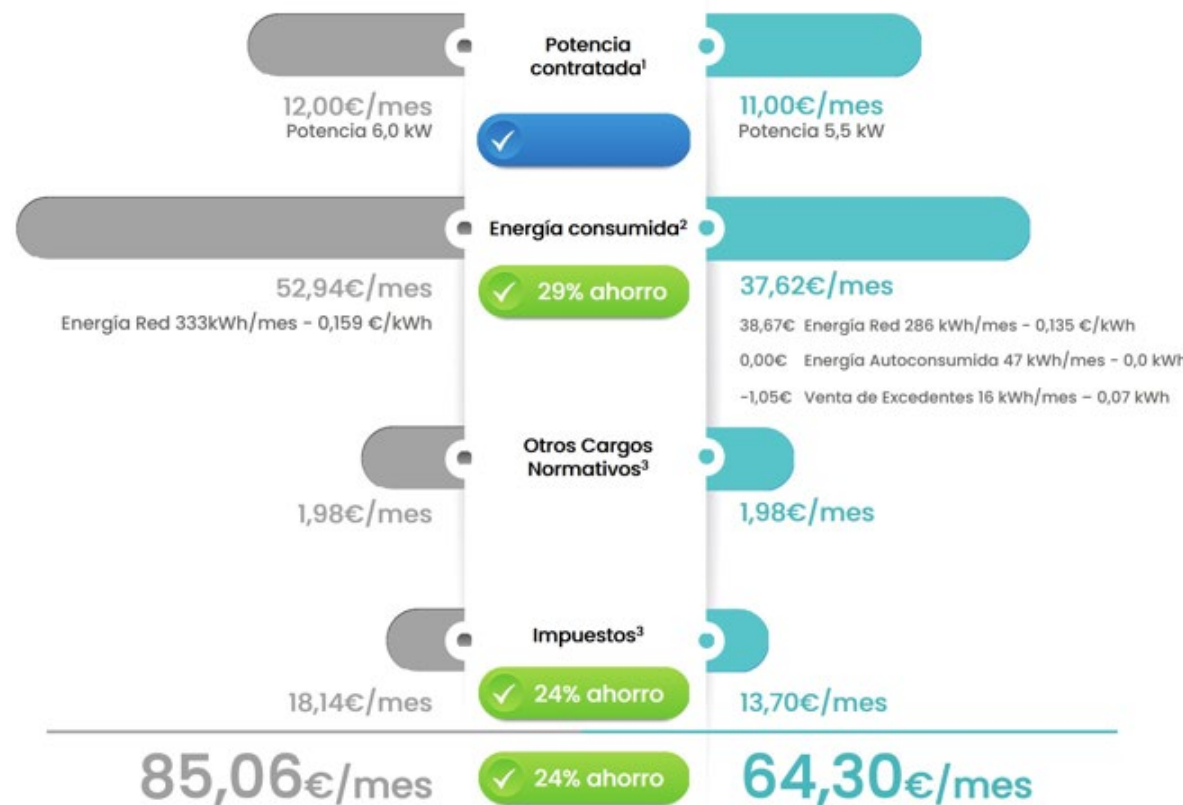 Potencia
contratada¹
12,00€/mes
Potencia 6,0 kW
11,00€/mes
Potencia 5,5 kW
Energía consumida²
52,94€/mes
Energía Red 333kWh/mes - 0,159 €/kWh
29% ahorro
37,62€/mes
38,67€ Energía Red 286 kWh/mes - 0,135 €/kWh
0,00€ Energía Autoconsumida 47 kWh/mes - 0,0 kWh
-1,05€ Venta de Excedentes 16 kWh/mes – 0,07 kWh
Otros Cargos
Normativos³
1,98€/mes
1,98€/mes
Impuestos³
18,14€/mes
24% ahorro
13,70€/mes
85,06€/mes
24% ahorro
64,30€/mes